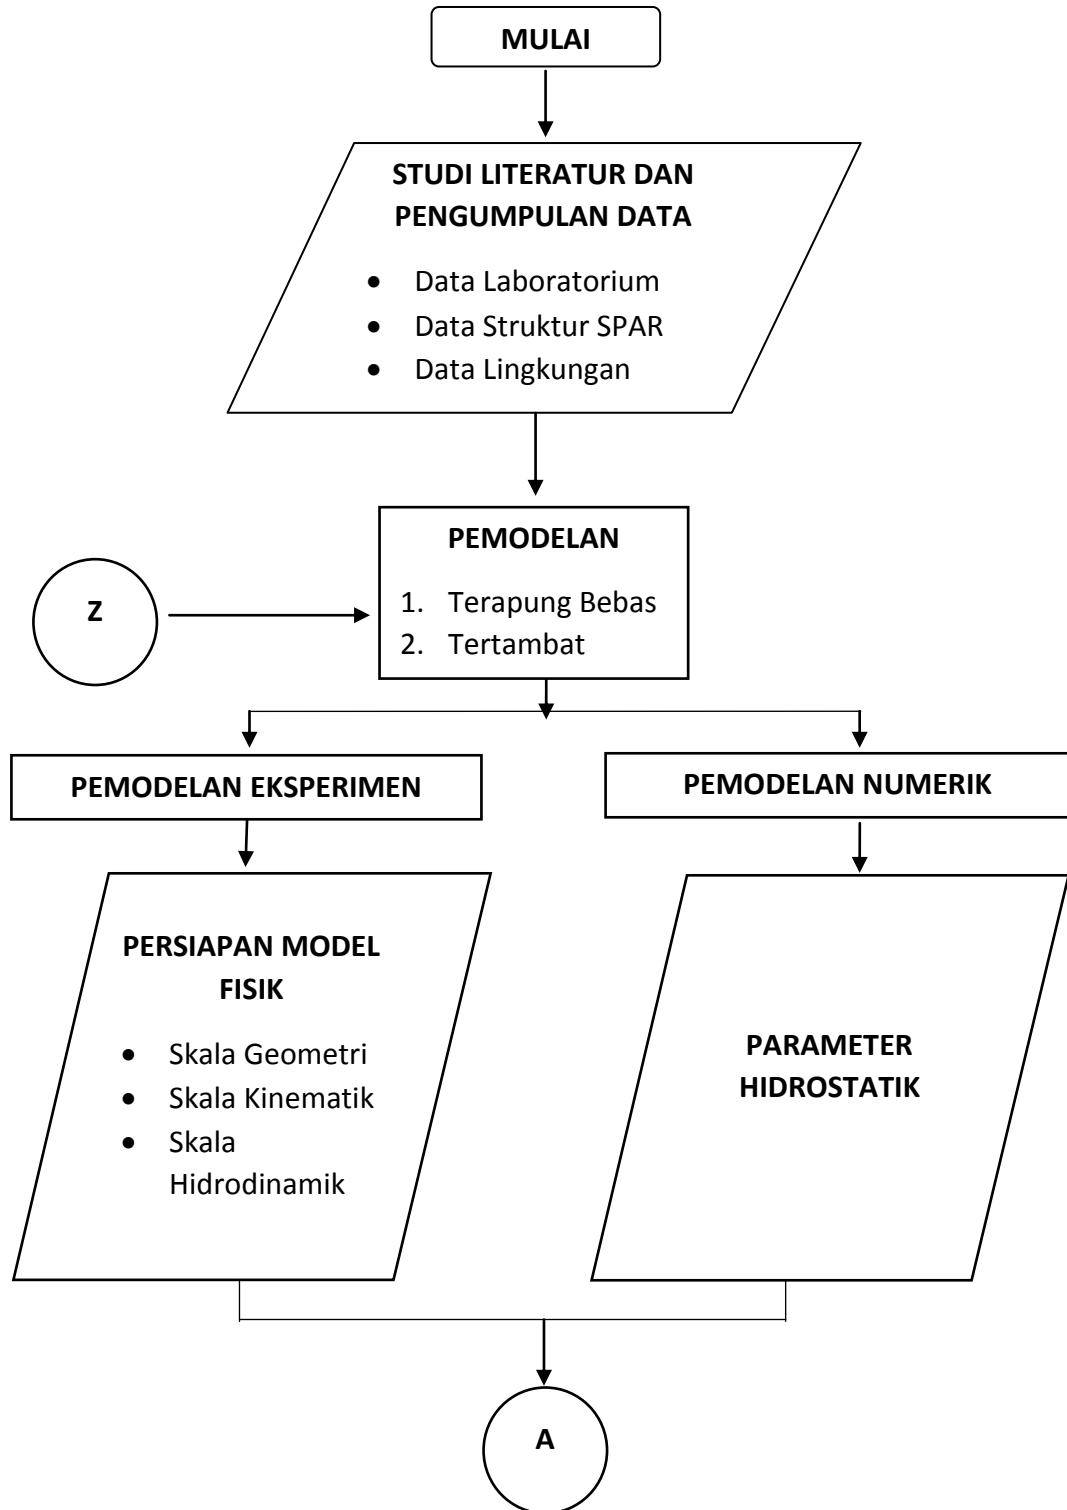 MULAI
STUDI LITERATUR DAN
PENGUMPULAN DATA
• Data Laboratorium
• Data Struktur SPAR
• Data Lingkungan
PEMODELAN
1. Terapung Bebas
2. Tertambat
Z
PEMODELAN EKSPERIMEN
PEMODELAN NUMERIK
PERSIAPAN MODEL
FISIK
• Skala Geometri
• Skala Kinematik
• Skala
Hidrodinamik
PARAMETER
HIDROSTATIK
A